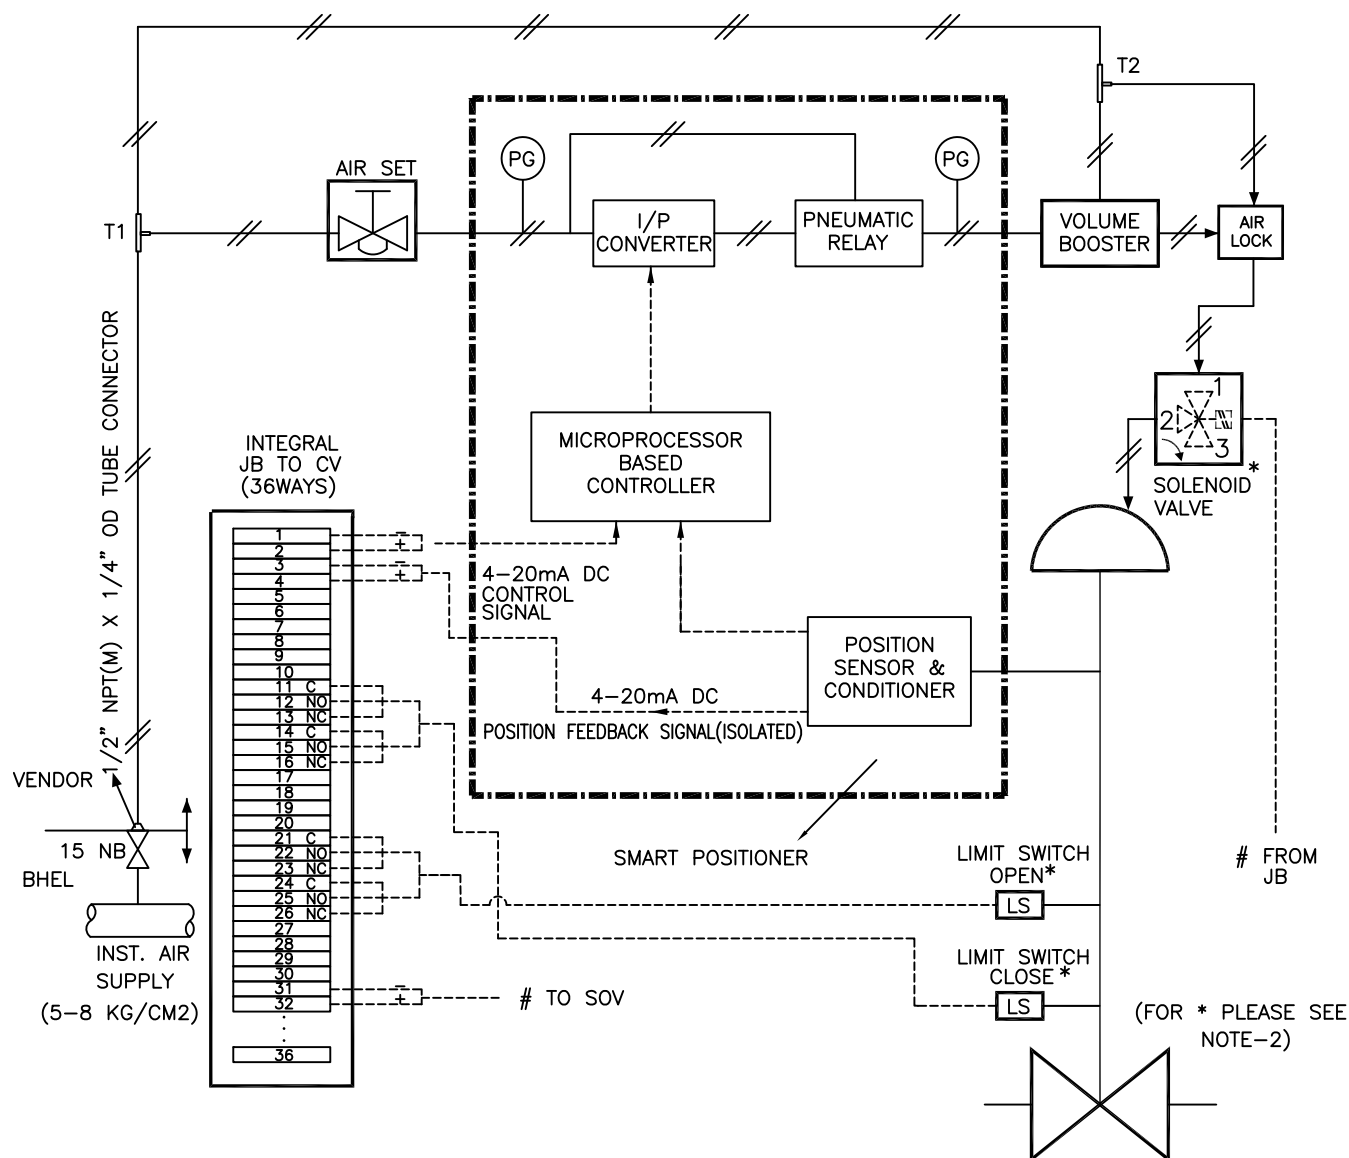 T2
AIR SET
PG
PG
T1
I/P
CONVERTER
PNEUMATIC
RELAY
VOLUME
BOOSTER
AIR
LOCK
1/2" NPT(M) X 1/4" OD TUBE CONNECTOR
1
2
3
*
SOLENOID
VALVE
MICROPROCESSOR
BASED
CONTROLLER
INTEGRAL
JB TO CV
(36WAYS)
1 -
2 +
3 -
4 +
5
6
7
8
9
10
11 C
12 NO
13 NC
14 C
15 NO
16 NC
17
18
19
20
21 C
22 NO
23 NC
24 C
25 NO
26 NC
27
28
29
30
31 -
32 +
36
4-20mA DC
CONTROL
SIGNAL
POSITION
SENSOR &
CONDITIONER
4-20mA DC
POSITION FEEDBACK SIGNAL(ISOLATED)
SMART POSITIONER
VENDOR
15 NB
BHEL
INST. AIR
SUPPLY
(5-8 KG/CM2)
# TO SOV
# FROM
JB
LIMIT SWITCH
OPEN*
LS
LIMIT SWITCH
CLOSE*
LS
(FOR * PLEASE SEE
NOTE-2)